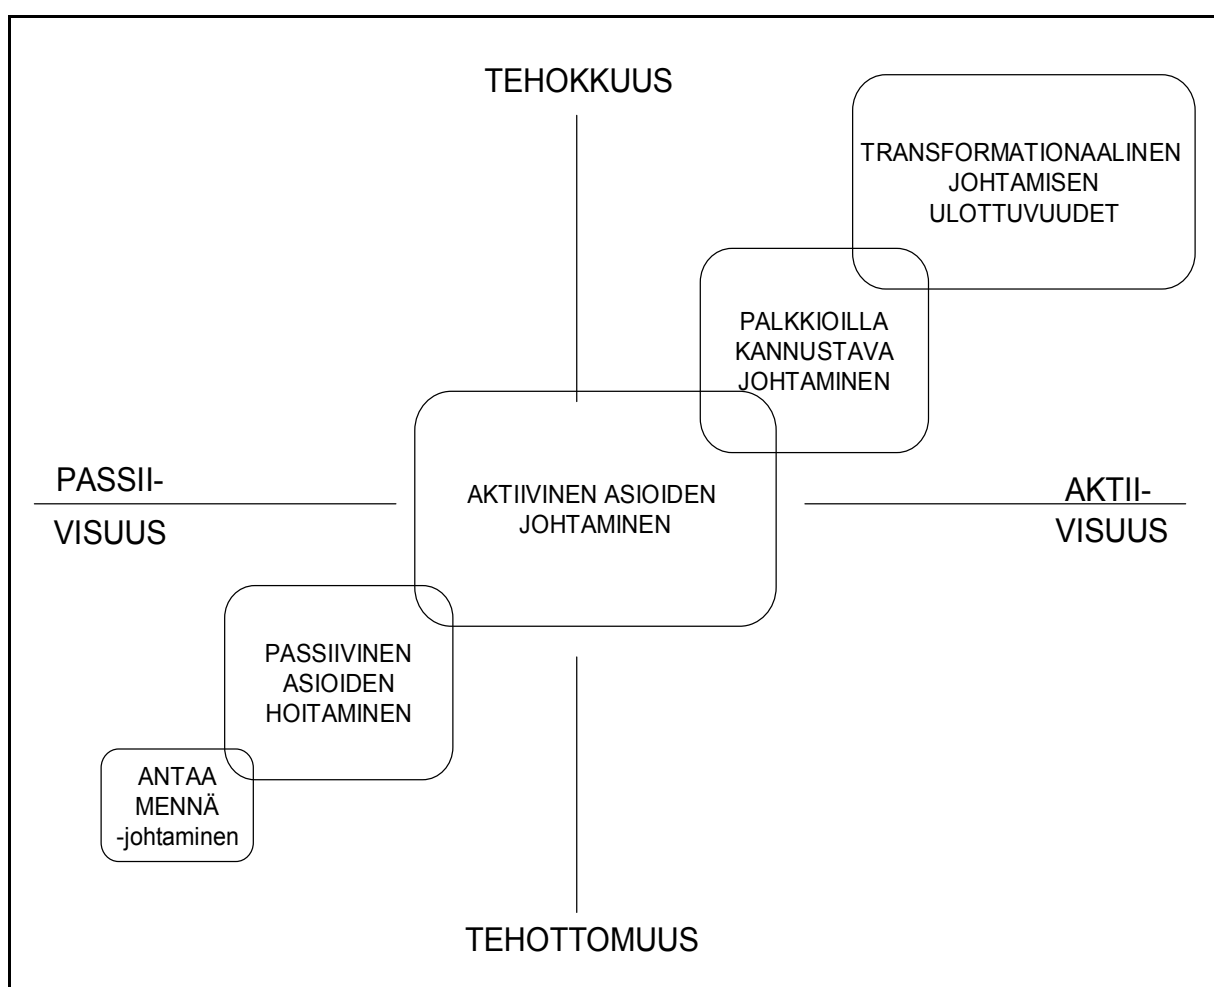 TEHOKKUUS
TRANSFORMATIONAALINEN
JOHTAMISEN
ULOTTUVUUDET
PALKKIOILLA
KANNUSTAVA
JOHTAMINEN
PASSII-
VISUUS
AKTIIVINEN ASIOIDEN
JOHTAMINEN
AKTII-
VISUUS
PASSIIVINEN
ASIOIDEN
HOITAMINEN
ANTAA
MENNÄ
-johtaminen
TEHOTTOMUUS